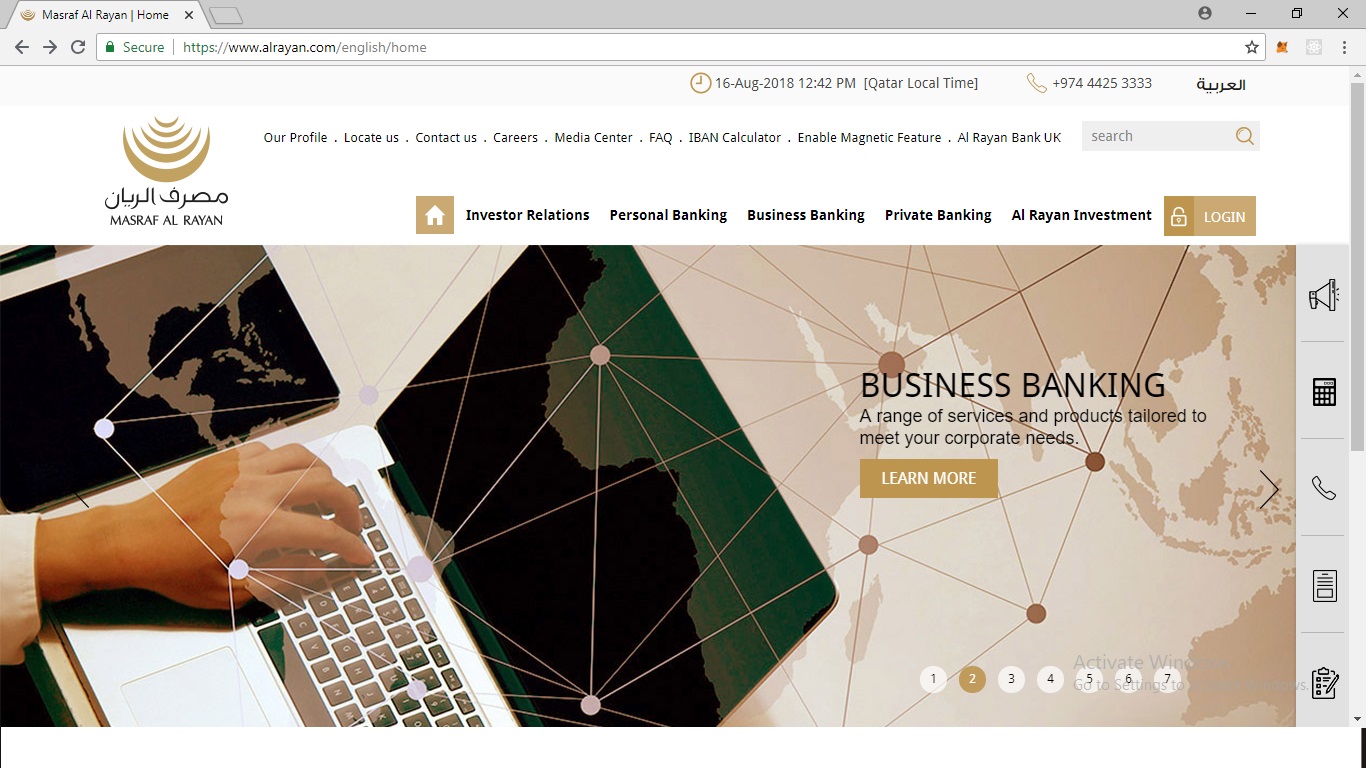 Masraf Al Rayan | Home
Secure https://www.alrayan.com/english/home
16-Aug-2018 12:42 PM [Qatar Local Time] +974 4425 3333 العربية
مصرف الريان
MASRAF AL RAYAN
Our Profile . Locate us . Contact us . Careers . Media Center . FAQ . IBAN Calculator . Enable Magnetic Feature . Al Rayan Bank UK search
Investor Relations Personal Banking Business Banking Private Banking Al Rayan Investment LOGIN
BUSINESS BANKING
A range of services and products tailored to
meet your corporate needs.
LEARN MORE
Activate Windows
1 2 3 4 5 6 7
Go to Settings to activate Windows.